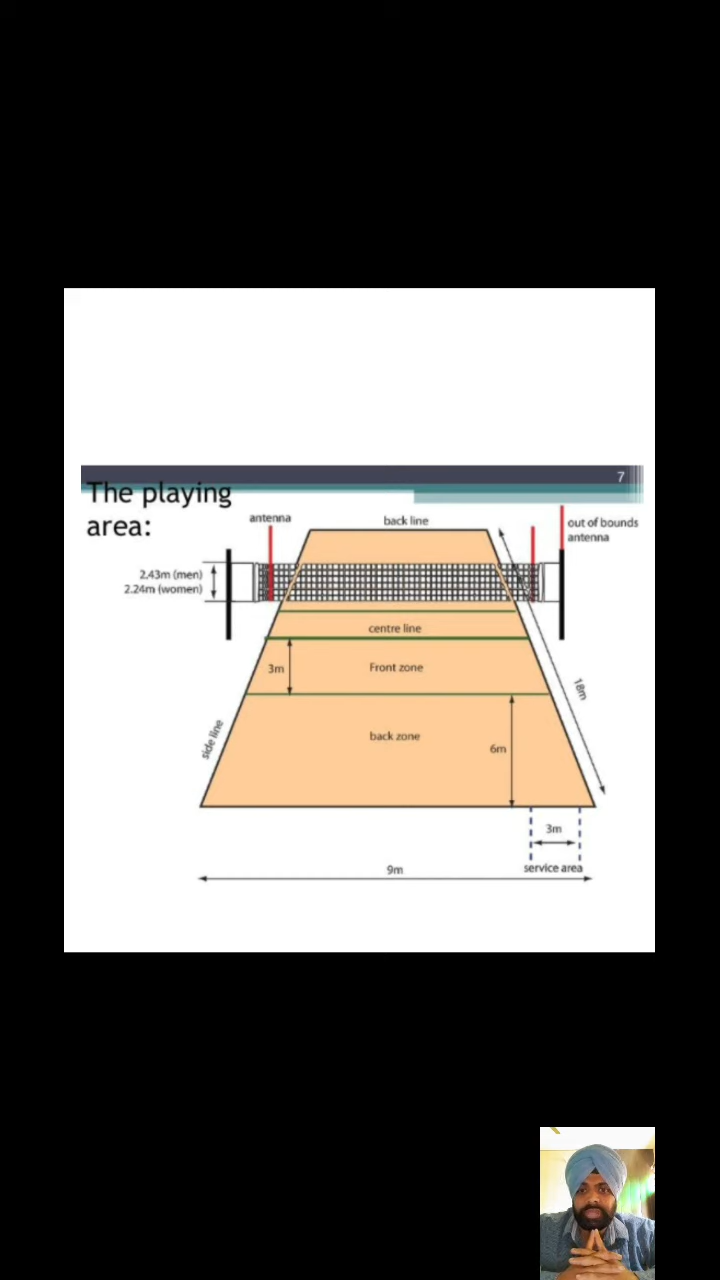 7
The playing
area:
antenna
back line
out of bounds
antenna
2.43m (men)
2.24m (women)
centre line
3m
Front zone
18m
side line
back zone
6m
3m
service area
9m